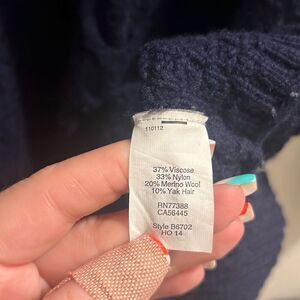 110112
37% Viscose
33% Nylon
20% Merino Wool
10% Yak Hair
RN77388
CA56445
Style B6702
HO 14